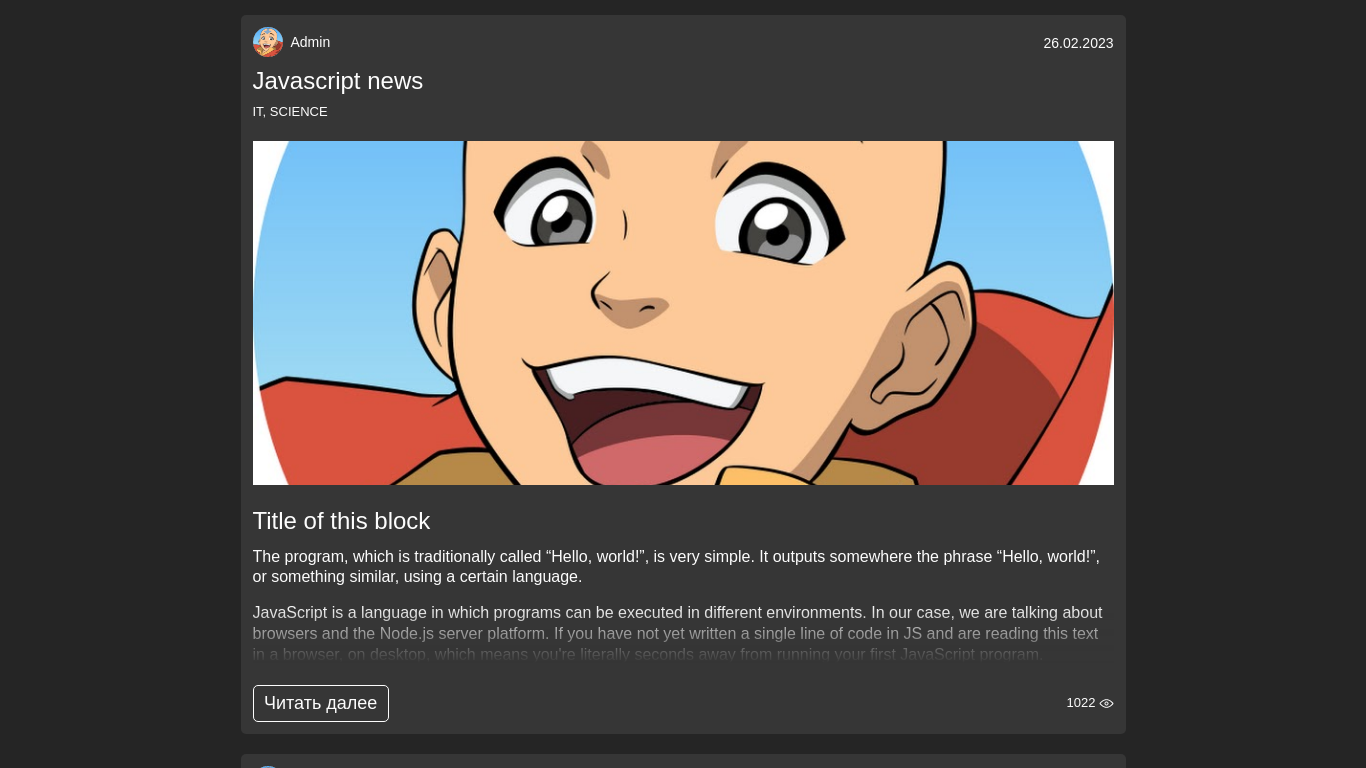 Admin
26.02.2023
Javascript news
IT, SCIENCE
Title of this block
The program, which is traditionally called “Hello, world!”, is very simple. It outputs somewhere the phrase “Hello, world!”,
or something similar, using a certain language.
JavaScript is a language in which programs can be executed in different environments. In our case, we are talking about
browsers and the Node.js server platform. If you have not yet written a single line of code in JS and are reading this text
in a browser, on desktop, which means you're literally seconds away from running your first JavaScript program.
Читать далее
1022